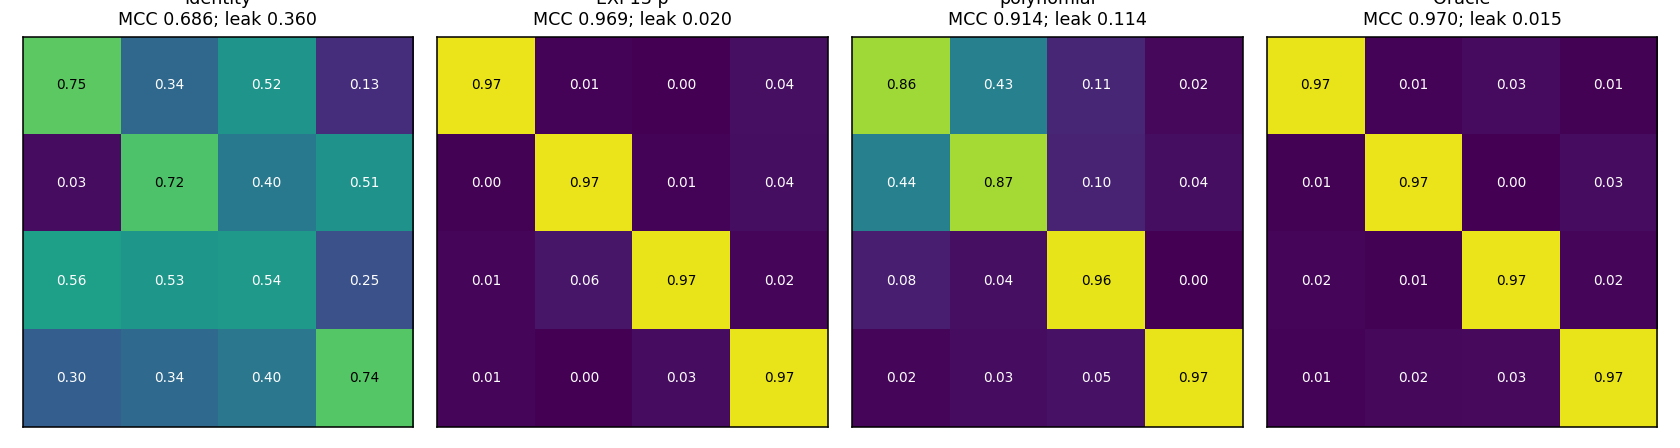 Identity
MCC 0.686; leak 0.360
0.75 0.34 0.52 0.13
0.03 0.72 0.40 0.51
0.56 0.53 0.54 0.25
0.30 0.34 0.40 0.74
MCC 0.969; leak 0.020
0.97 0.01 0.00 0.04
0.00 0.97 0.01 0.04
0.01 0.06 0.97 0.02
0.01 0.00 0.03 0.97
polynomial
MCC 0.914; leak 0.114
0.86 0.43 0.11 0.02
0.44 0.87 0.10 0.04
0.08 0.04 0.96 0.00
0.02 0.03 0.05 0.97
Oracle
MCC 0.970; leak 0.015
0.97 0.01 0.03 0.01
0.01 0.97 0.00 0.03
0.02 0.01 0.97 0.02
0.01 0.02 0.03 0.97